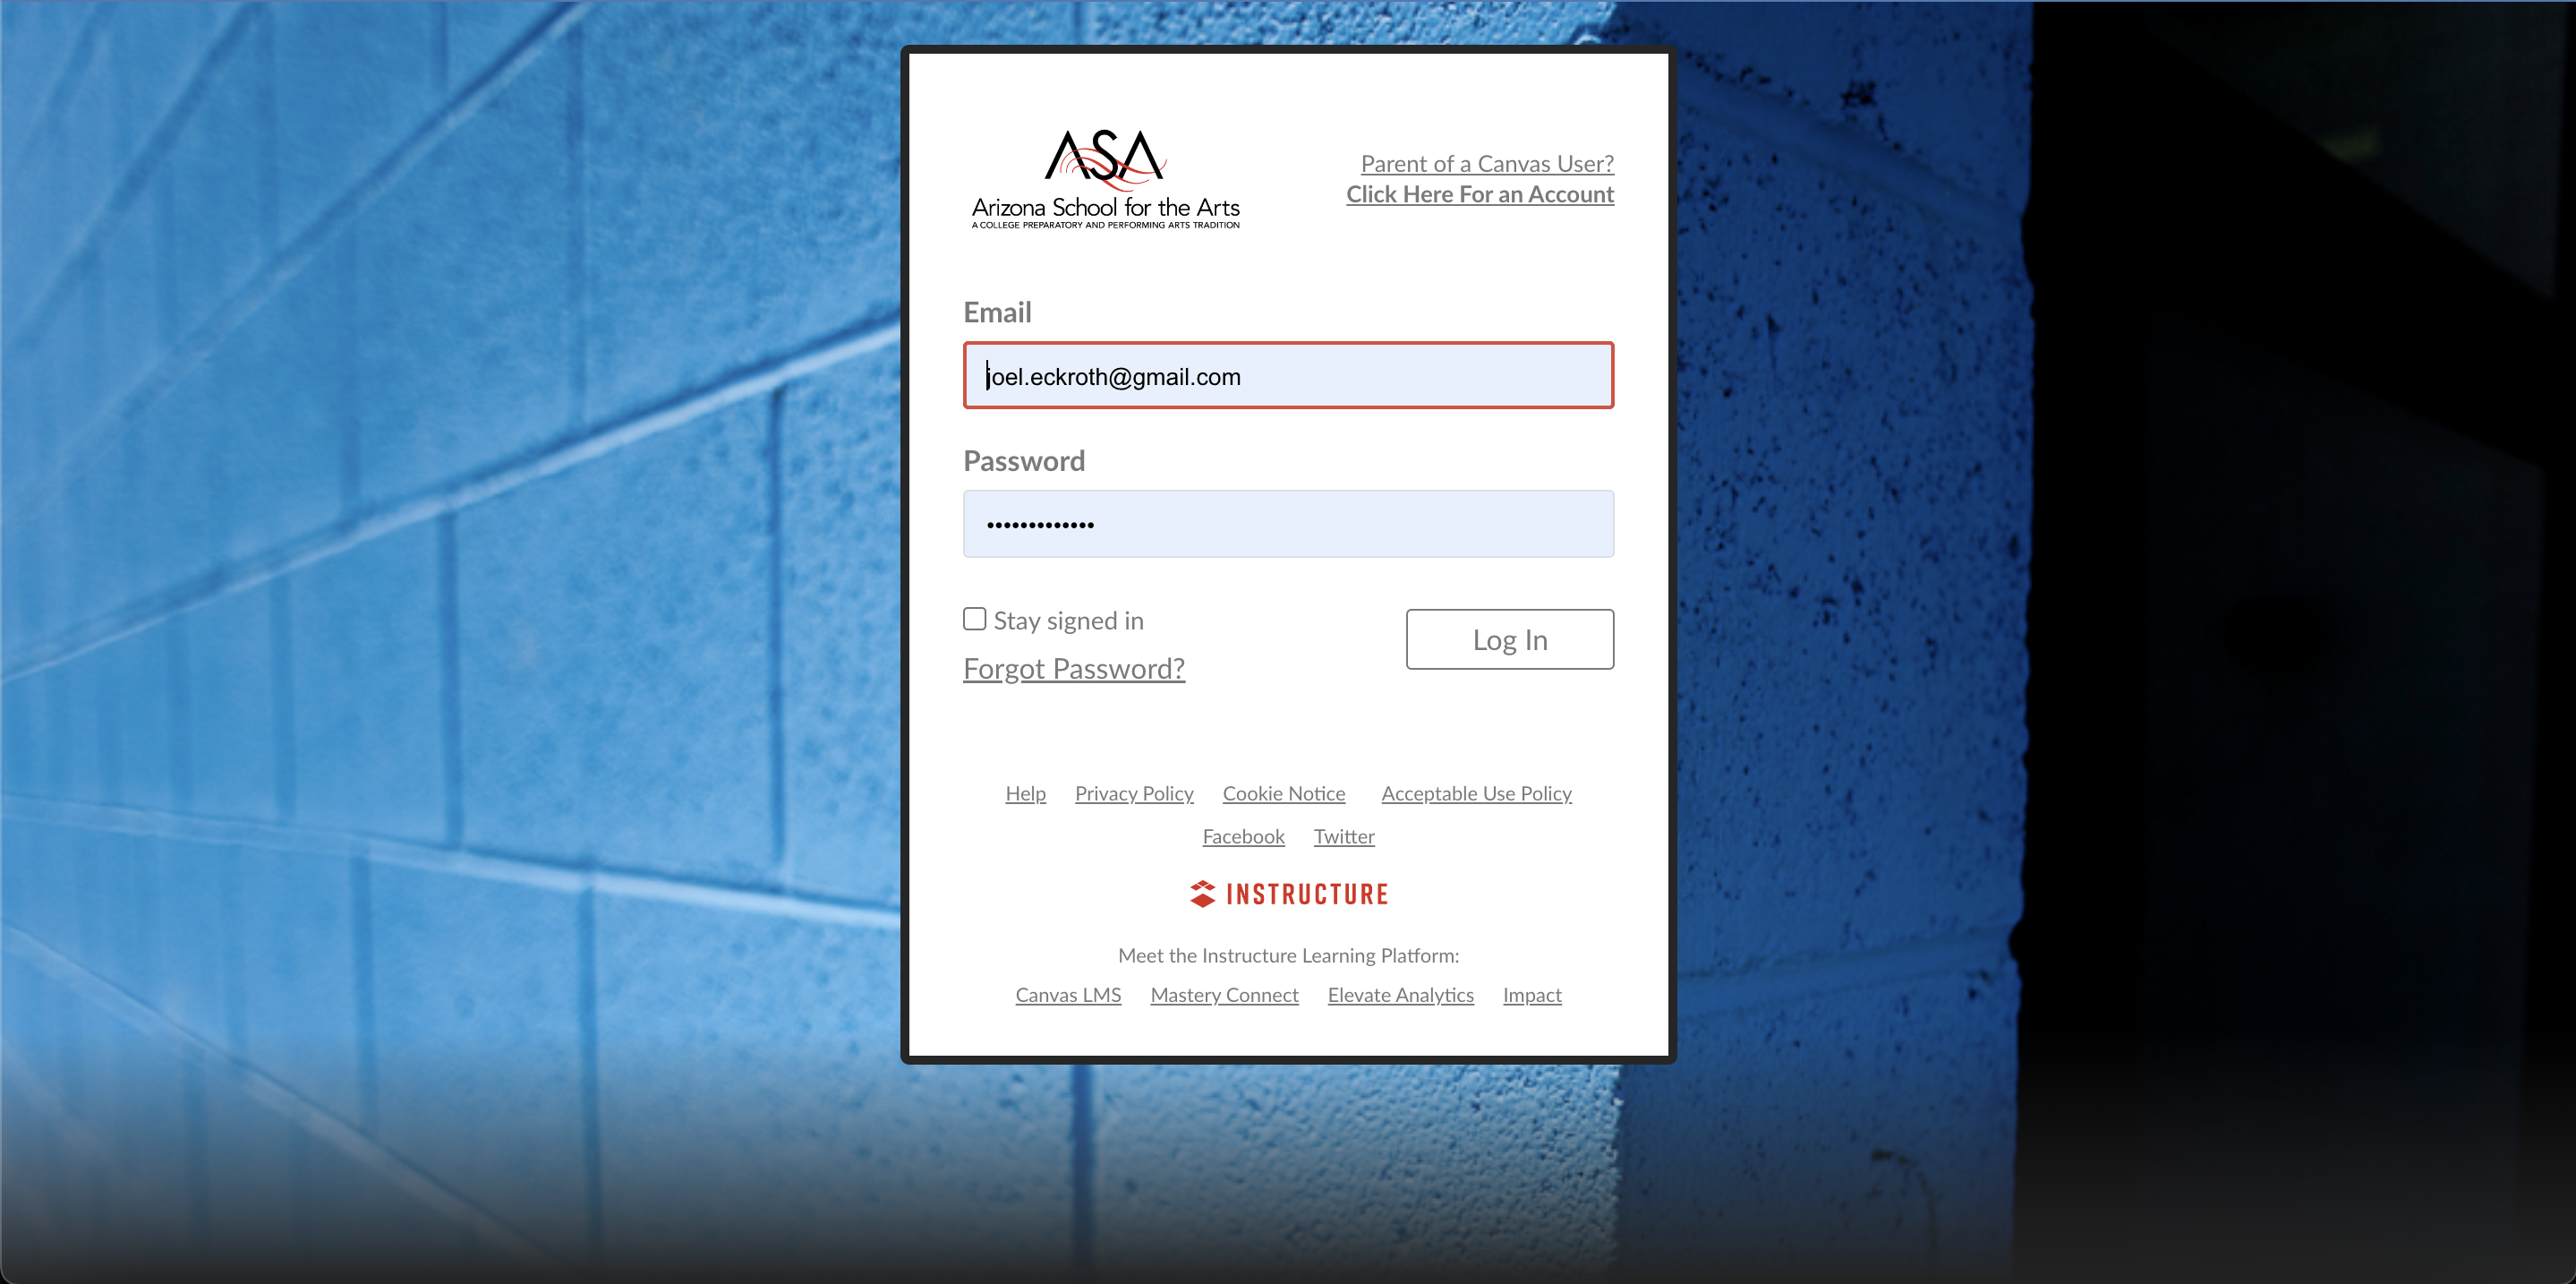 ASA
Arizona School for the Arts
A COLLEGE PREPARATORY AND PERFORMING ARTS TRADITION
Parent of a Canvas User?
Click Here For an Account
Email
joel.eckroth@gmail.com
Password
•••••••••••••
Stay signed in
Forgot Password?
Log In
Help Privacy Policy Cookie Notice Acceptable Use Policy
Facebook Twitter
INSTRUCTURE
Meet the Instructure Learning Platform:
Canvas LMS Mastery Connect Elevate Analytics Impact